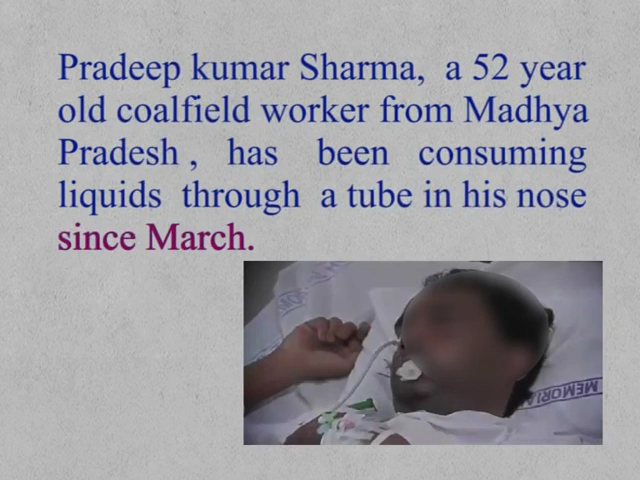 Pradeep kumar Sharma, a 52 year
old coalfield worker from Madhya
Pradesh , has been consuming
liquids through a tube in his nose
since March.
MEMORIAL